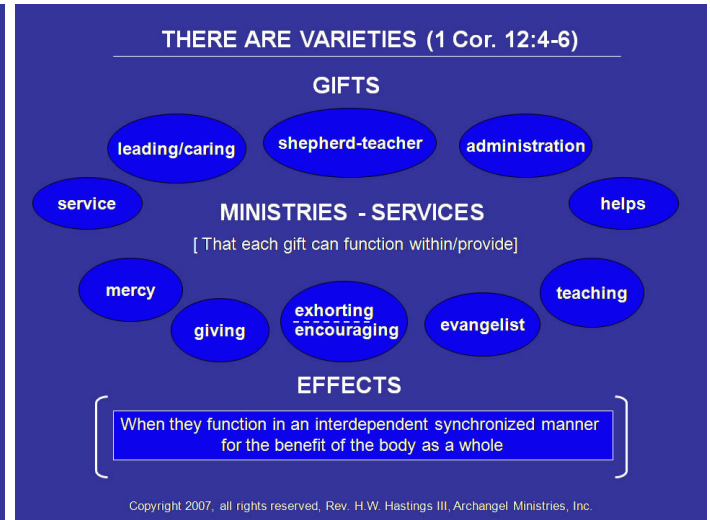 THERE ARE VARIETIES (1 Cor. 12:4-6)
GIFTS
leading/caring
shepherd-teacher
administration
service
helps
MINISTRIES - SERVICES
[ That each gift can function within/provide]
mercy
giving
exhorting
encouraging
evangelist
teaching
EFFECTS
When they function in an interdependent synchronized manner
for the benefit of the body as a whole
Copyright 2007, all rights reserved, Rev. H.W. Hastings III, Archangel Ministries, Inc.